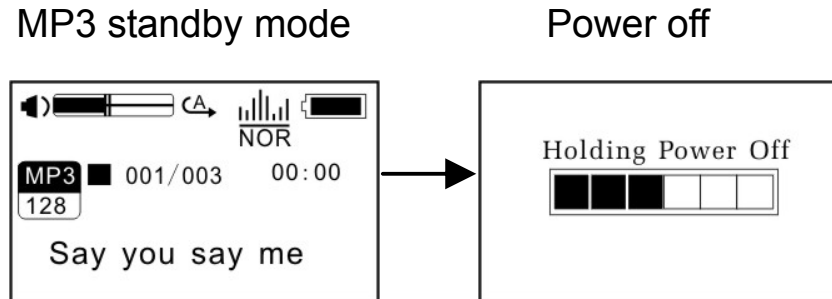 MP3 standby mode
Power off
A
NOR
MP3 001/003 00:00
128
Say you say me
Holding Power Off